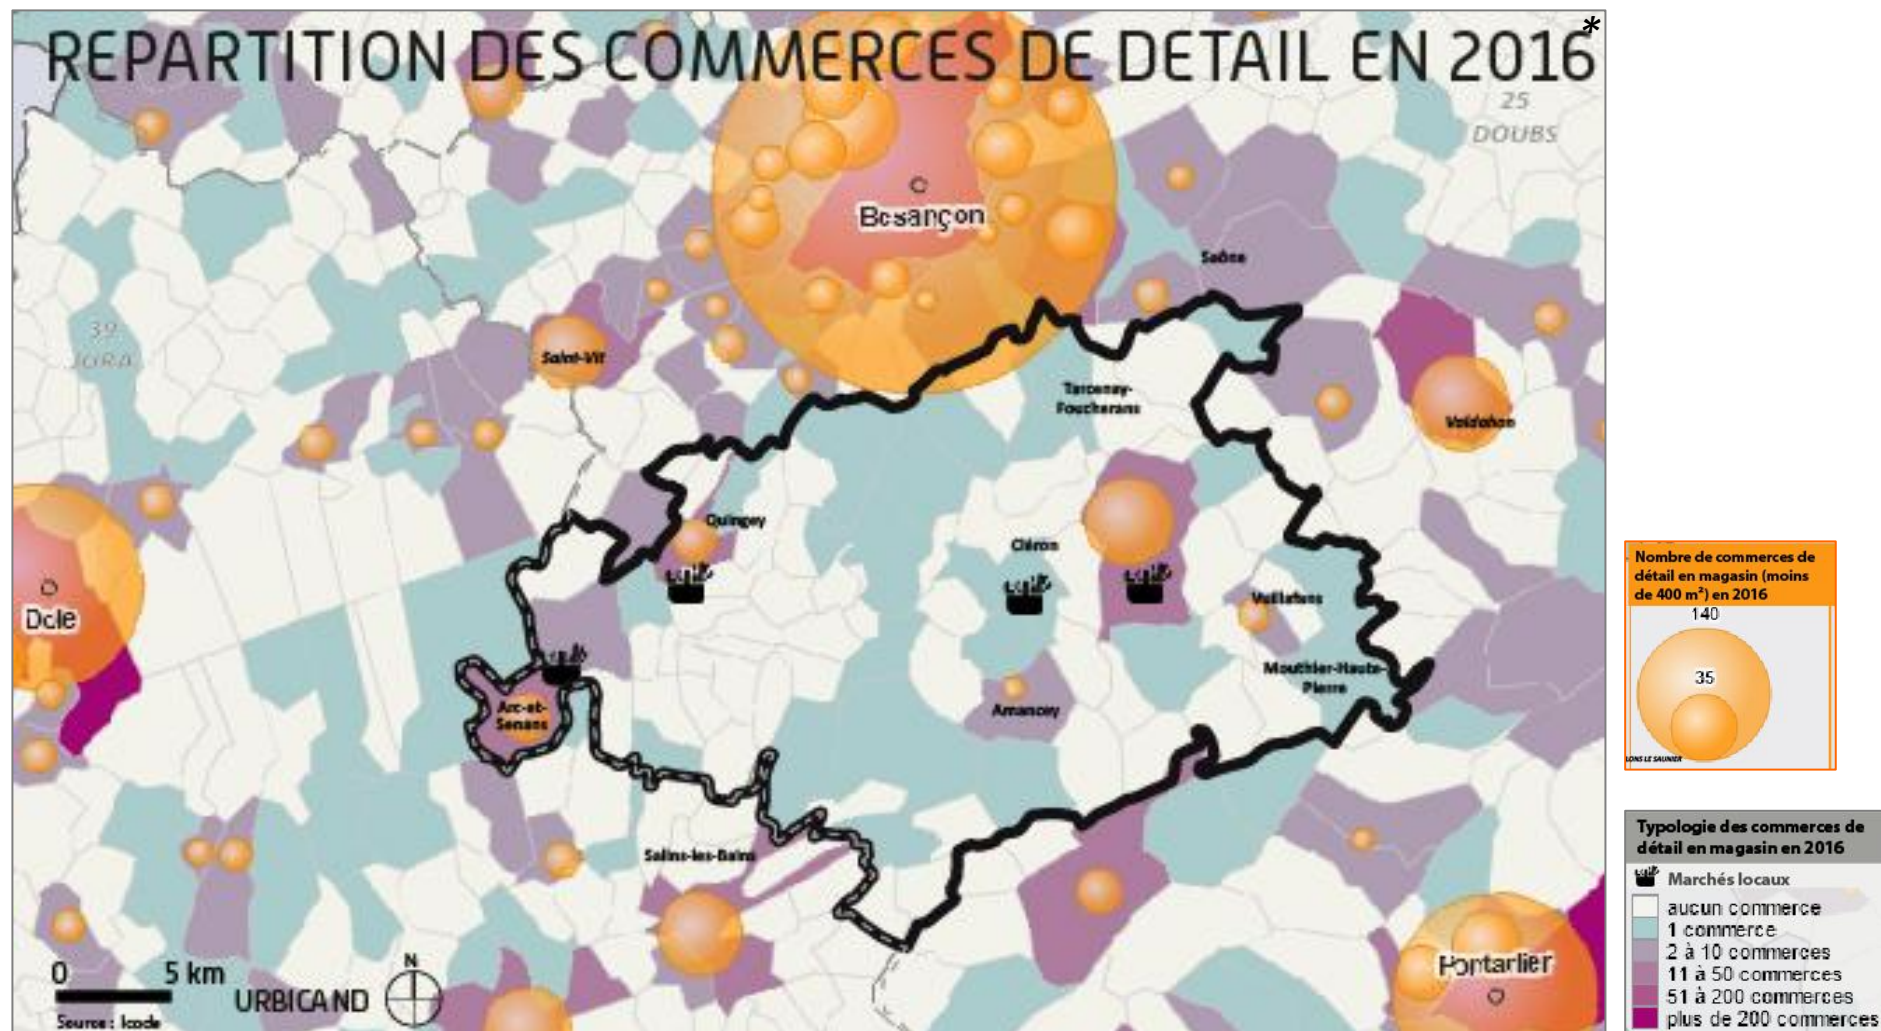 REPARTITION DES COMMERCES DE DETAIL EN 2016*
25
DOUBS
Besançon
Saône
39
JURA
Saint-Vit
Tarcenay-
Foucherans
Valdahon
Quingey
Cléron
Dole
Vuillafans
Mouthier-Haute-
Pierre
Arc-et-
Senans
Amancey
Salins-les-Bains
Pontarlier
0 5 km
URBICAND
N
Source : Icode
Nombre de commerces de
détail en magasin (moins
de 400 m²) en 2016
140
35
LONS LE SAUNIER
Typologie des commerces de
détail en magasin en 2016
Marchés locaux
aucun commerce
1 commerce
2 à 10 commerces
11 à 50 commerces
51 à 200 commerces
plus de 200 commerces